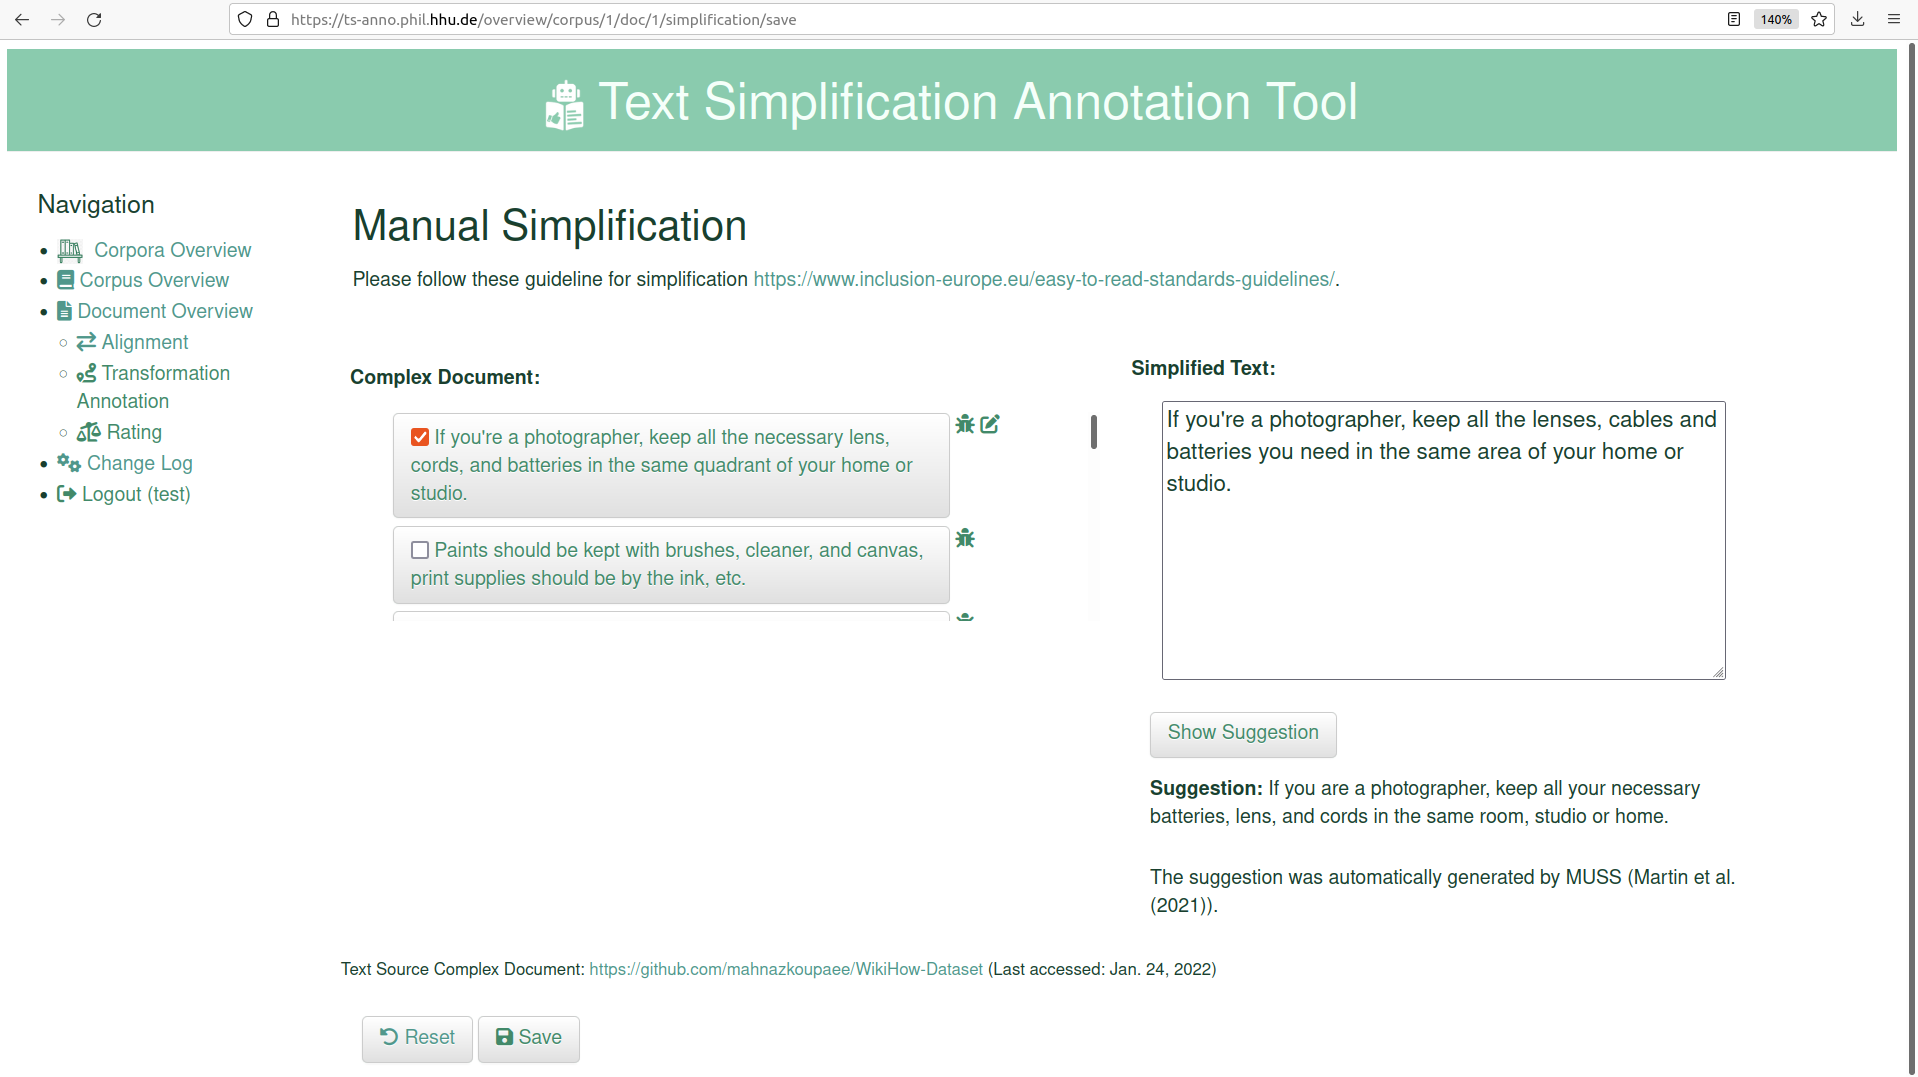 https://ts-anno.phil.hhu.de/overview/corpus/1/doc/1/simplification/save
140%
Text Simplification Annotation Tool
Navigation
Corpora Overview
Corpus Overview
Document Overview
Alignment
Transformation
Annotation
Rating
Change Log
Logout (test)
Manual Simplification
Please follow these guideline for simplification https://www.inclusion-europe.eu/easy-to-read-standards-guidelines/.
Complex Document:
If you're a photographer, keep all the necessary lens,
cords, and batteries in the same quadrant of your home or
studio.
Paints should be kept with brushes, cleaner, and canvas,
print supplies should be by the ink, etc.
Simplified Text:
If you're a photographer, keep all the lenses, cables and
batteries you need in the same area of your home or
studio.
Show Suggestion
Suggestion: If you are a photographer, keep all your necessary
batteries, lens, and cords in the same room, studio or home.
The suggestion was automatically generated by MUSS (Martin et al.
(2021)).
Text Source Complex Document: https://github.com/mahnazkoupaee/WikiHow-Dataset (Last accessed: Jan. 24, 2022)
Reset
Save